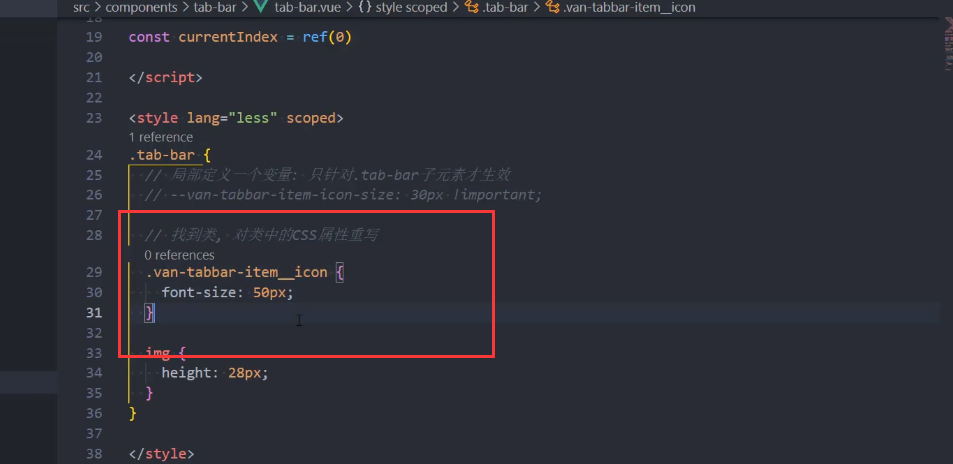 src > components > tab-bar > tab-bar.vue > {} style scoped > .tab-bar > .van-tabbar-item__icon
18
19 const currentIndex = ref(0)
20
21 </script>
22
23 <style lang="less" scoped>
1 reference
24 .tab-bar {
25 // 局部定义一个变量: 只针对.tab-bar子元素才生效
26 // --van-tabbar-item-icon-size: 30px !important;
27
28 // 找到类, 对类中的CSS属性重写
0 references
29 .van-tabbar-item__icon {
30 font-size: 50px;
31 }
32
33 img {
34 height: 28px;
35 }
36 }
37
38 </style>